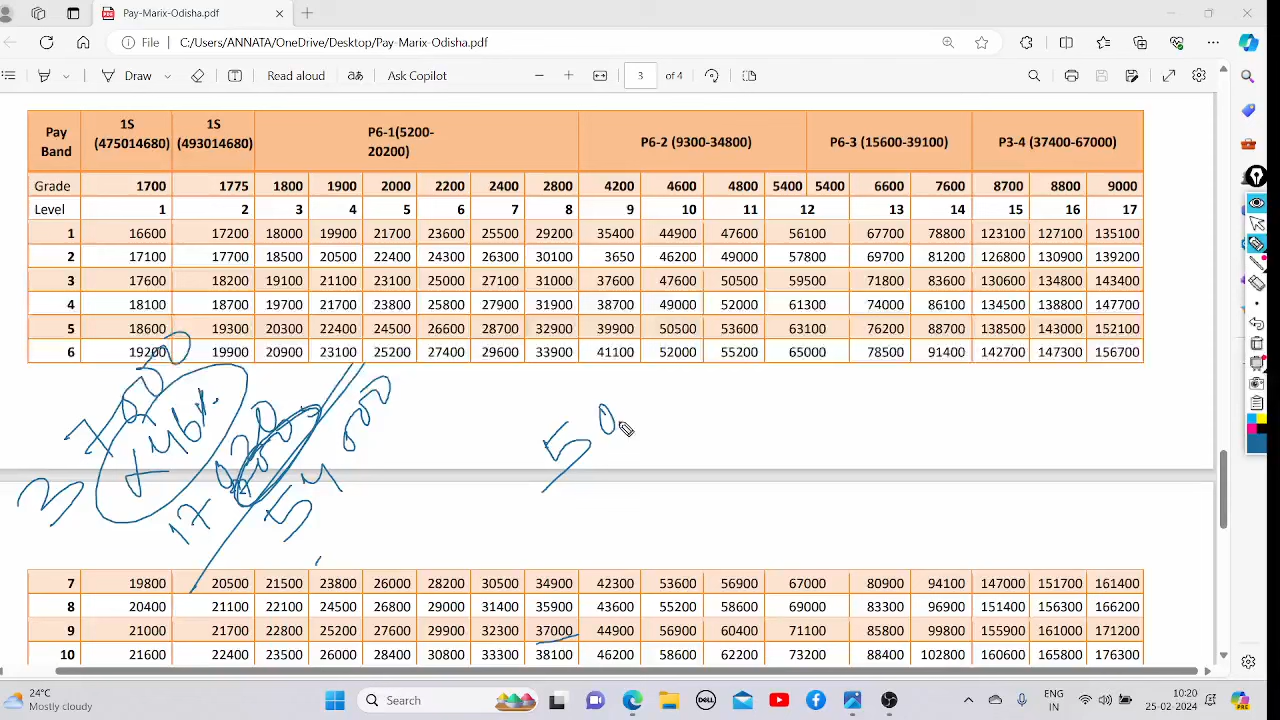 Pay-Marix-Odisha.pdf
File C:/Users/ANNATA/OneDrive/Desktop/Pay-Marix-Odisha.pdf
Draw Read aloud aあ Ask Copilot 3 of 4
Pay Band 1S (475014680) 1S (493014680) P6-1(5200-20200) P6-2 (9300-34800) P6-3 (15600-39100) P3-4 (37400-67000)
Grade 1700 1775 1800 1900 2000 2200 2400 2800 4200 4600 4800 5400 5400 6600 7600 8700 8800 9000
Level 1 2 3 4 5 6 7 8 9 10 11 12 13 14 15 16 17
1 16600 17200 18000 19900 21700 23600 25500 29200 35400 44900 47600 56100 67700 78800 123100 127100 135100
2 17100 17700 18500 20500 22400 24300 26300 30100 3650 46200 49000 57800 69700 81200 126800 130900 139200
3 17600 18200 19100 21100 23100 25000 27100 31000 37600 47600 50500 59500 71800 83600 130600 134800 143400
4 18100 18700 19700 21700 23800 25800 27900 31900 38700 49000 52000 61300 74000 86100 134500 138800 147700
5 18600 19300 20300 22400 24500 26600 28700 32900 39900 50500 53600 63100 76200 88700 138500 143000 152100
6 19200 19900 20900 23100 25200 27400 29600 33900 41100 52000 55200 65000 78500 91400 142700 147300 156700
37000
+46%
17020
54000
50
7 19800 20500 21500 23800 26000 28200 30500 34900 42300 53600 56900 67000 80900 94100 147000 151700 161400
8 20400 21100 22100 24500 26800 29000 31400 35900 43600 55200 58600 69000 83300 96900 151400 156300 166200
9 21000 21700 22800 25200 27600 29900 32300 37000 44900 56900 60400 71100 85800 99800 155900 161000 171200
10 21600 22400 23500 26000 28400 30800 33300 38100 46200 58600 62200 73200 88400 102800 160600 165800 176300
24°C
Mostly cloudy
Search
DELL
ENG
IN
10:20
25-02-2024